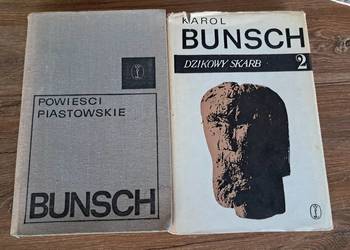 POWIEŚCI
PIASTOWSKIE
BUNSCH
KAROL
BUNSCH
DZIKOWY SKARB 2